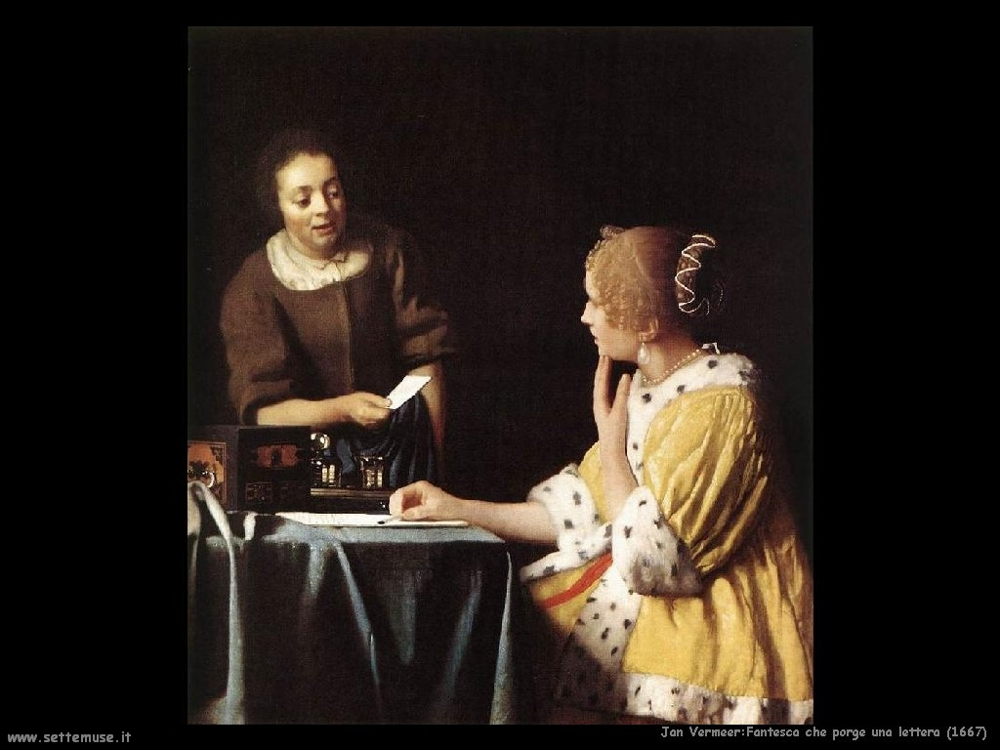 www.settemuse.it
Jan Vermeer:Fantesca che porge una lettera (1667)